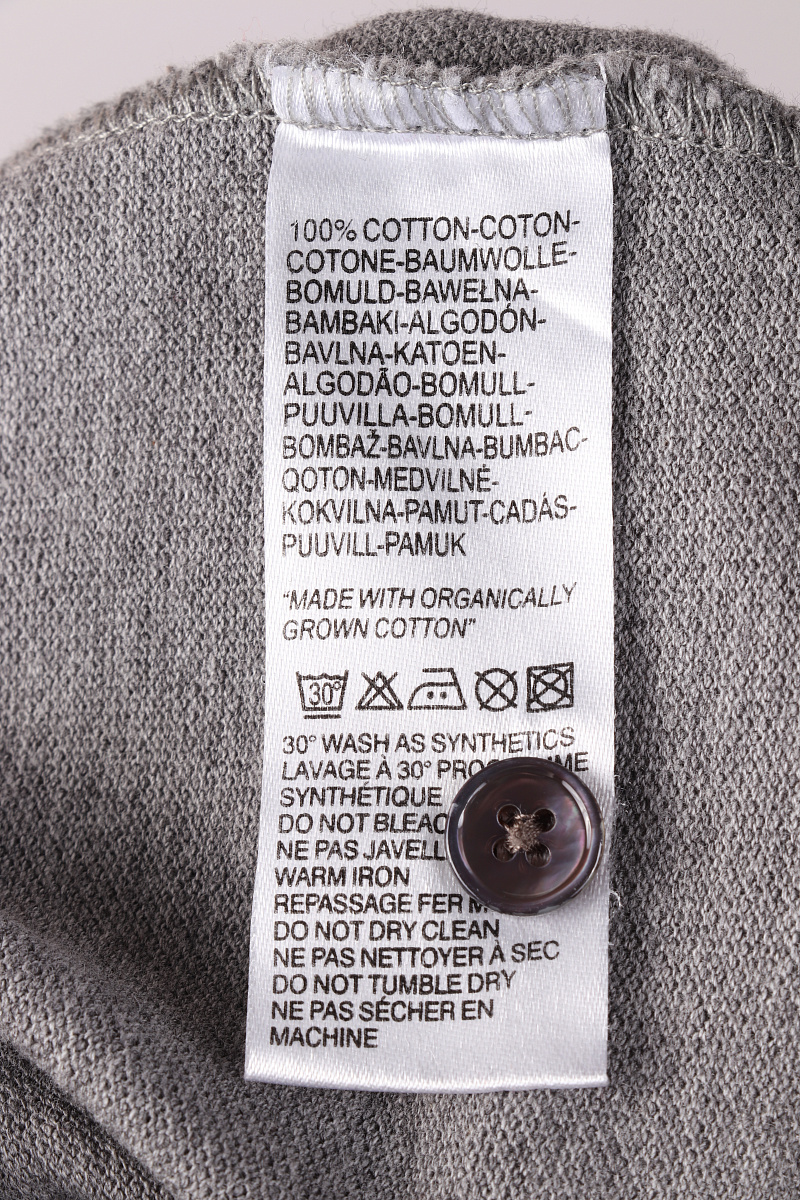 100% COTTON-COTON-
COTONE-BAUMWOLLE-
BOMULD-BAWEŁNA-
BAMBAKI-ALGODÓN-
BAVLNA-KATOEN-
ALGODÃO-BOMULL-
PUUVILLA-BOMULL-
BOMBAŽ-BAVLNA-BUMBAC-
QOTON-MEDVILNĖ-
KOKVILNA-PAMUT-CADÁS-
PUUVILL-PAMUK
"MADE WITH ORGANICALLY
GROWN COTTON"
30°
30° WASH AS SYNTHETICS
LAVAGE À 30°
SYNTHÉTIQUE
DO NOT
NE PAS
WARM IRON
REPASSAGE FER
DO NOT DRY CLEAN
NE PAS NETTOYER À SEC
DO NOT TUMBLE DRY
NE PAS SÉCHER EN
MACHINE